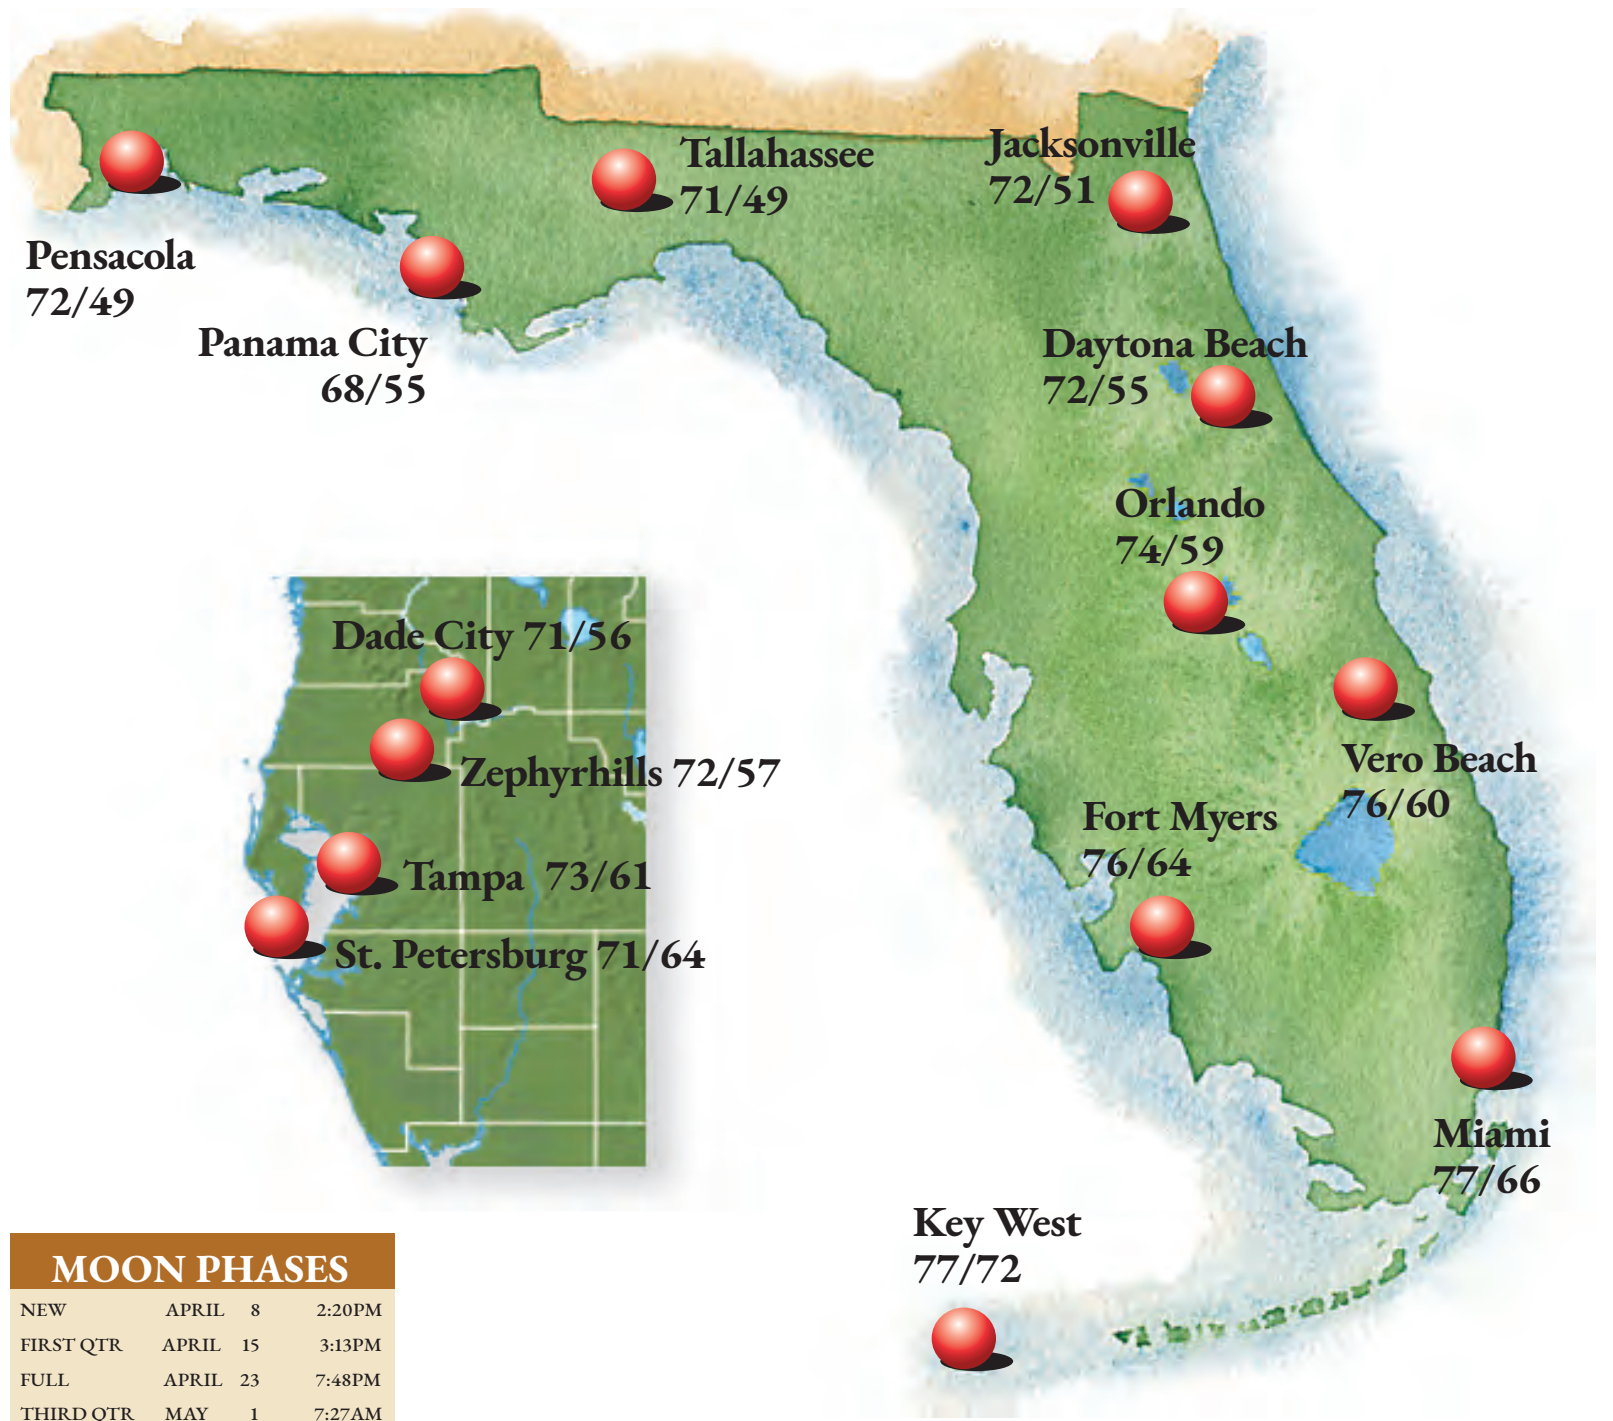 Tallahassee
71/49
Jacksonville
72/51
Pensacola
72/49
Panama City
68/55
Daytona Beach
72/55
Orlando
74/59
Dade City 71/56
Zephyrhills 72/57
Tampa 73/61
St. Petersburg 71/64
Vero Beach
76/60
Fort Myers
76/64
Miami
77/66
Key West
77/72
MOON PHASES
NEW APRIL 8 2:20PM
FIRST QTR APRIL 15 3:13PM
FULL APRIL 23 7:48PM
THIRD QTR MAY 1 7:27AM